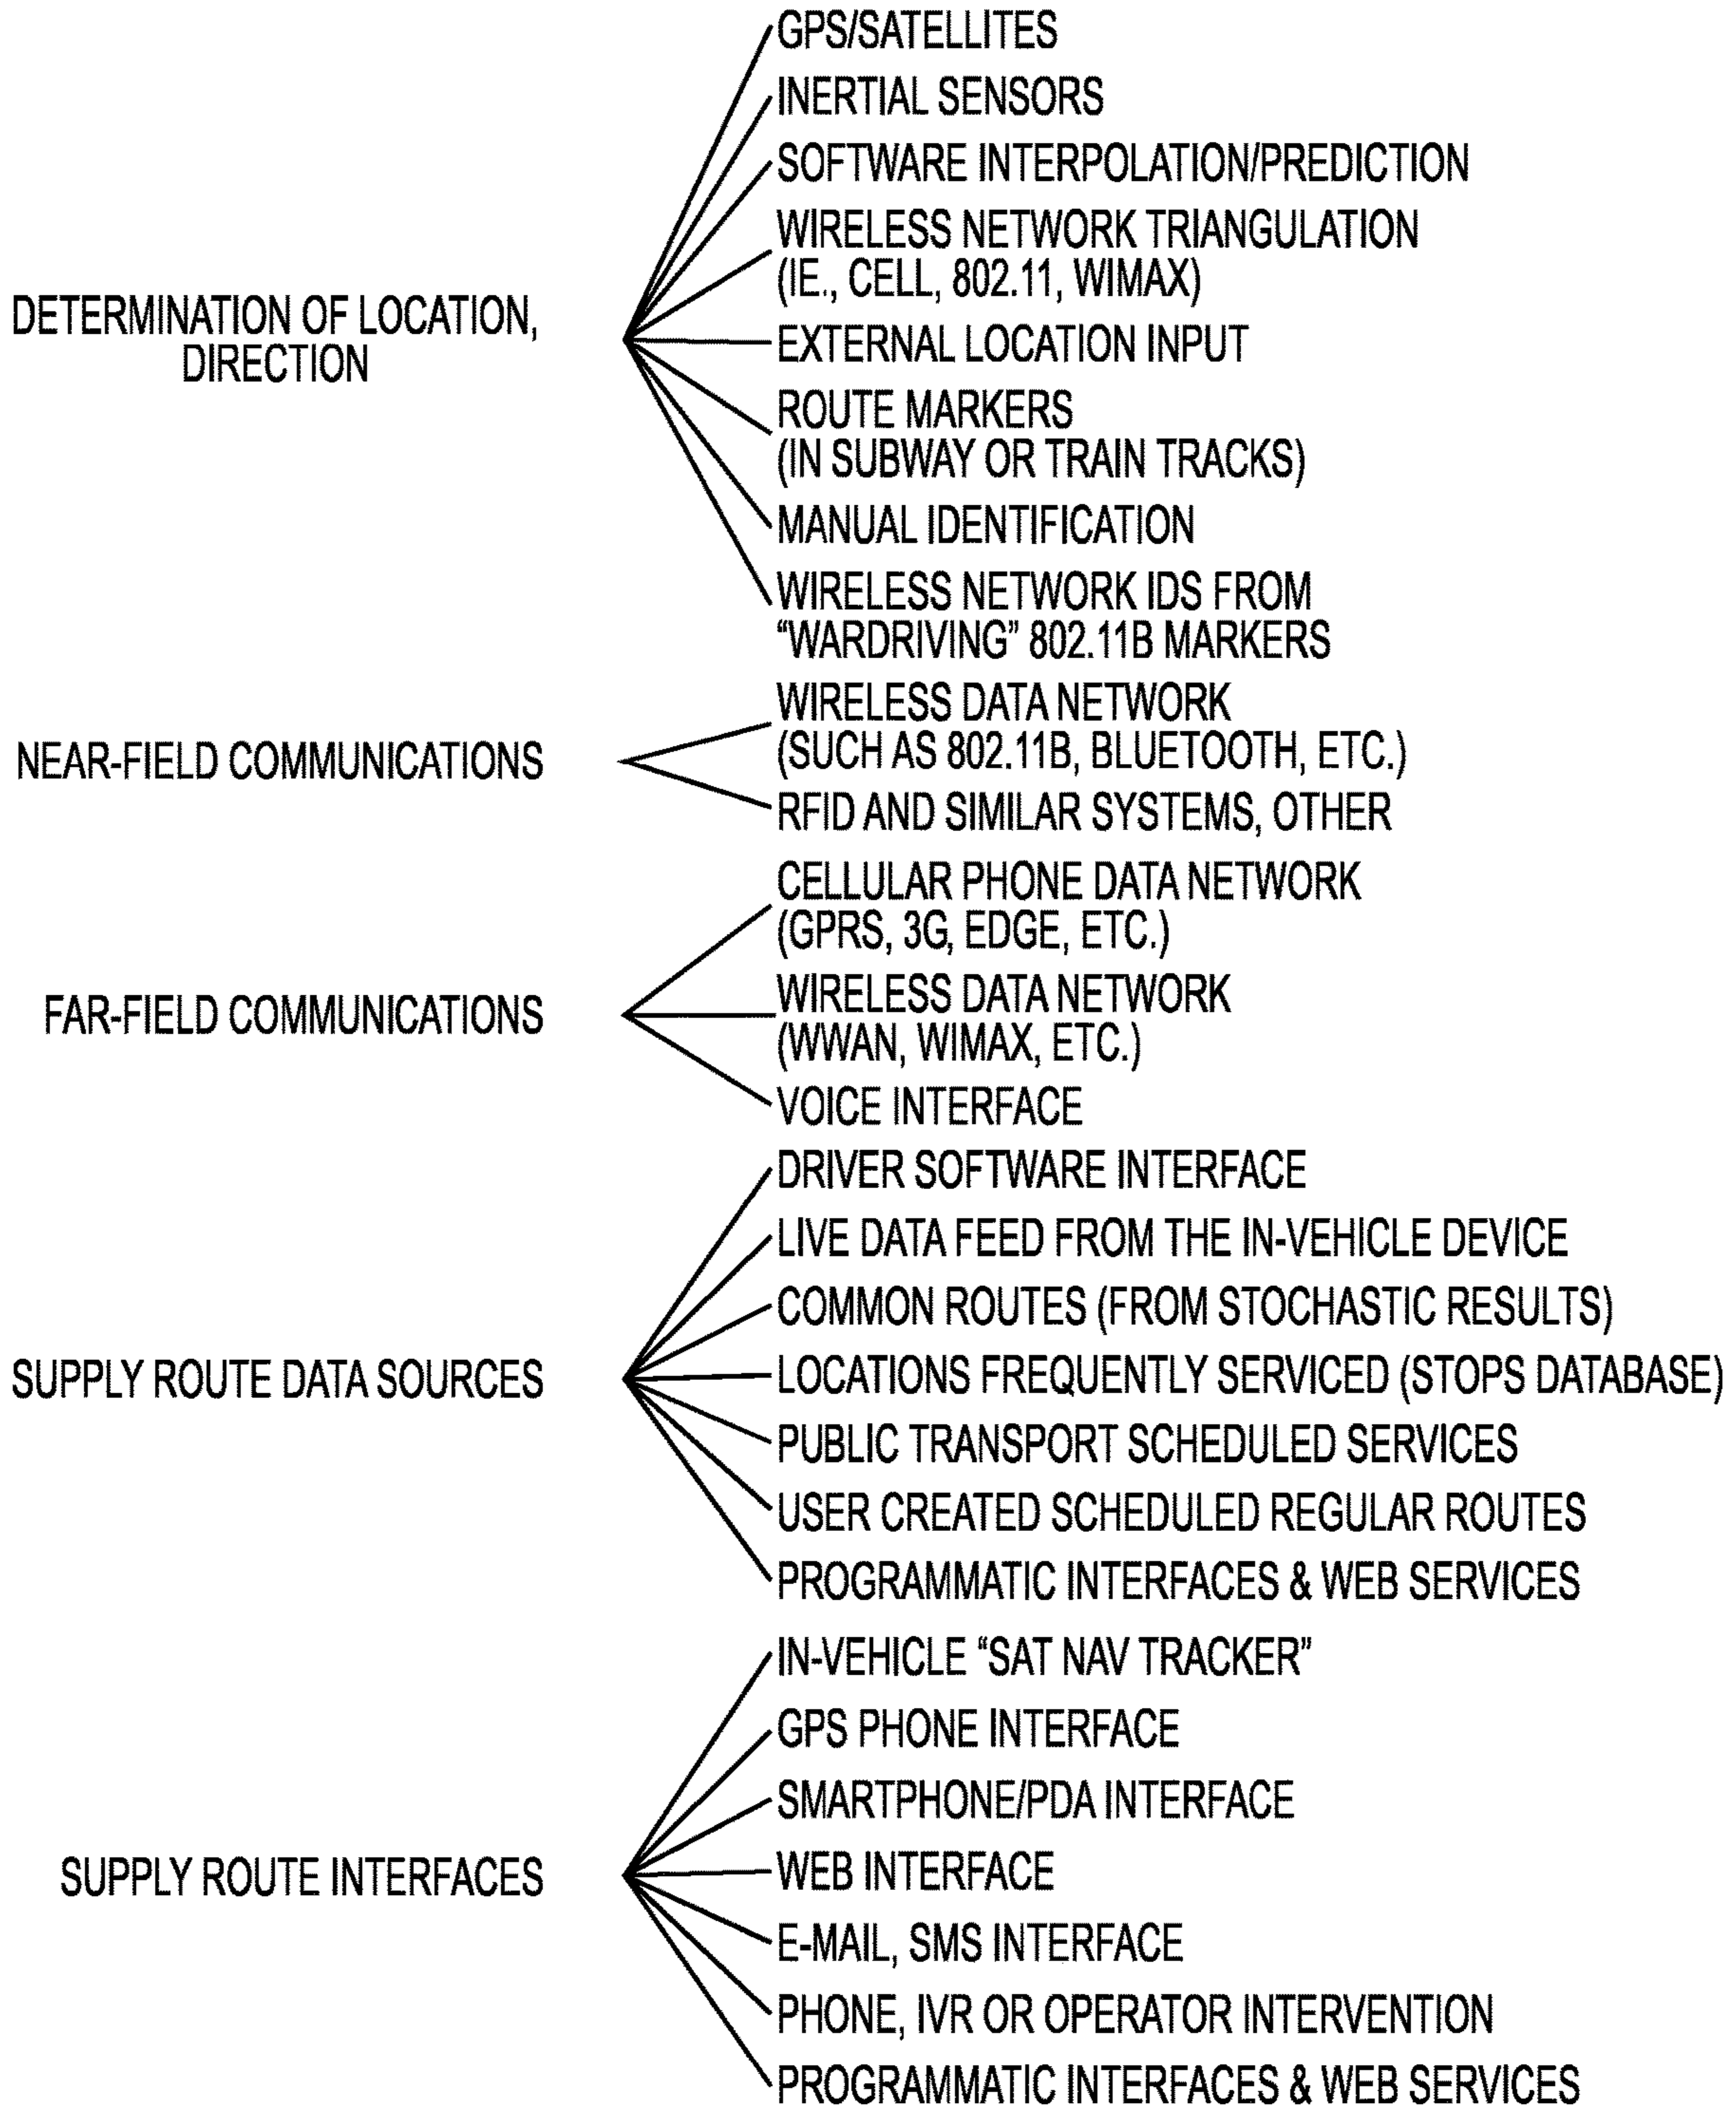 GPS/SATELLITES
INERTIAL SENSORS
SOFTWARE INTERPOLATION/PREDICTION
WIRELESS NETWORK TRIANGULATION
(IE., CELL, 802.11, WIMAX)
DETERMINATION OF LOCATION,
DIRECTION
EXTERNAL LOCATION INPUT
ROUTE MARKERS
(IN SUBWAY OR TRAIN TRACKS)
MANUAL IDENTIFICATION
WIRELESS NETWORK IDS FROM
“WARDRIVING” 802.11B MARKERS
NEAR-FIELD COMMUNICATIONS
WIRELESS DATA NETWORK
(SUCH AS 802.11B, BLUETOOTH, ETC.)
RFID AND SIMILAR SYSTEMS, OTHER
FAR-FIELD COMMUNICATIONS
CELLULAR PHONE DATA NETWORK
(GPRS, 3G, EDGE, ETC.)
WIRELESS DATA NETWORK
(WWAN, WIMAX, ETC.)
VOICE INTERFACE
SUPPLY ROUTE DATA SOURCES
DRIVER SOFTWARE INTERFACE
LIVE DATA FEED FROM THE IN-VEHICLE DEVICE
COMMON ROUTES (FROM STOCHASTIC RESULTS)
LOCATIONS FREQUENTLY SERVICED (STOPS DATABASE)
PUBLIC TRANSPORT SCHEDULED SERVICES
USER CREATED SCHEDULED REGULAR ROUTES
PROGRAMMATIC INTERFACES & WEB SERVICES
SUPPLY ROUTE INTERFACES
IN-VEHICLE “SAT NAV TRACKER”
GPS PHONE INTERFACE
SMARTPHONE/PDA INTERFACE
WEB INTERFACE
E-MAIL, SMS INTERFACE
PHONE, IVR OR OPERATOR INTERVENTION
PROGRAMMATIC INTERFACES & WEB SERVICES